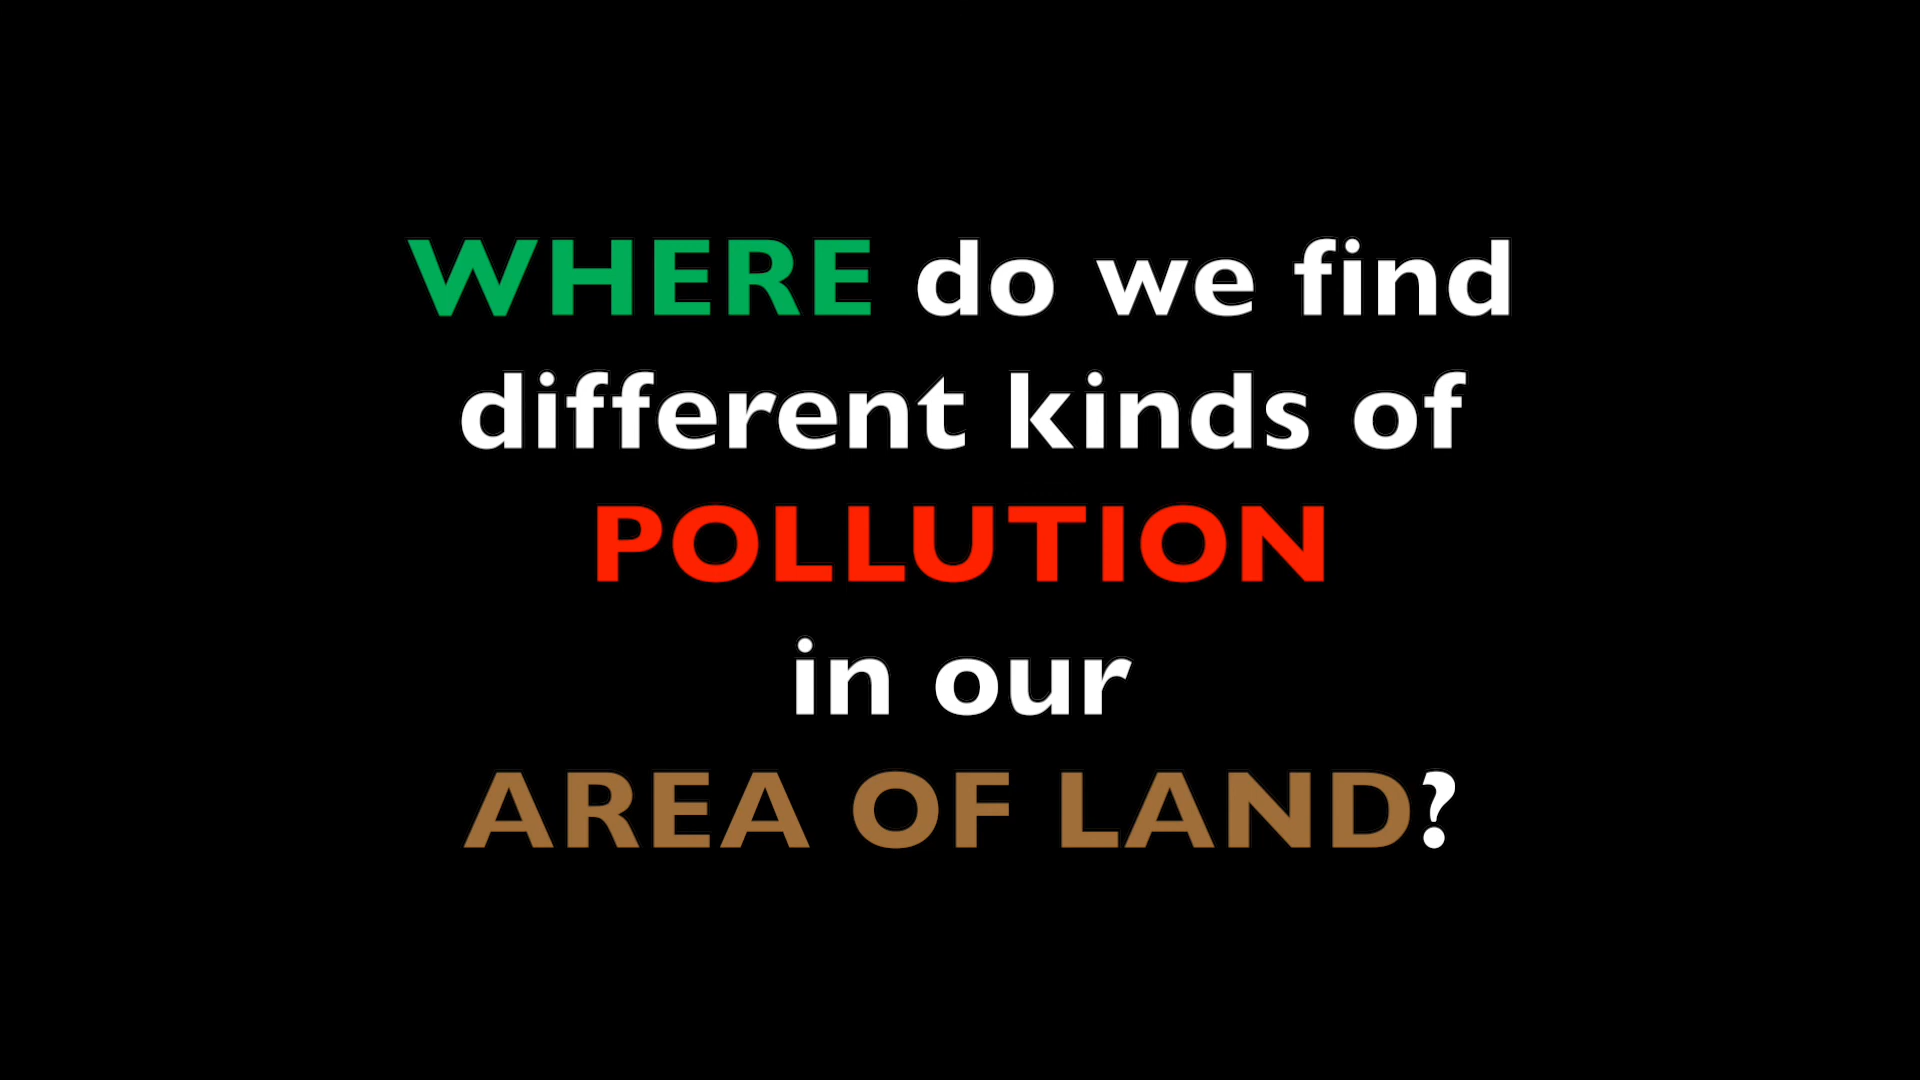 WHERE do we find
different kinds of
POLLUTION
in our
AREA OF LAND?